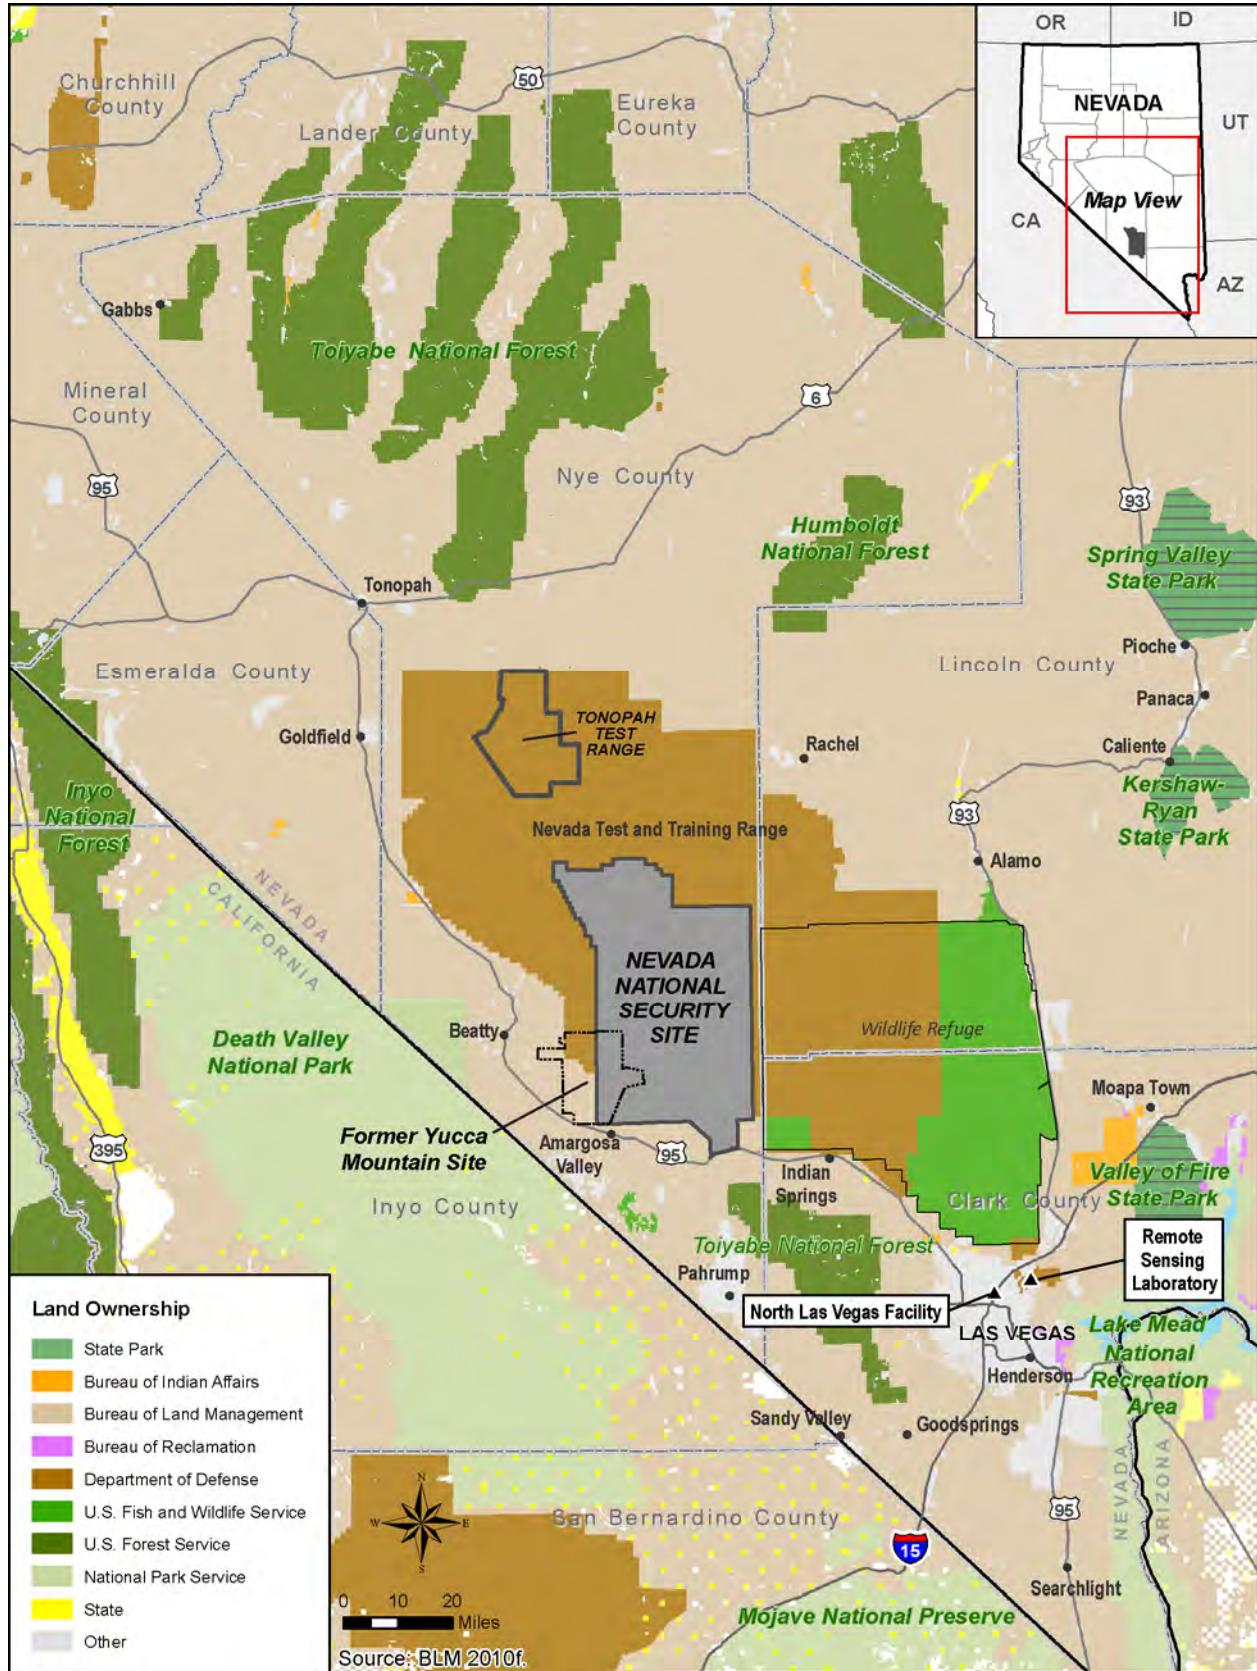 OR
ID
NEVADA
UT
Map View
CA
AZ
Churchhill
County
50
Lander County
Eureka
County
Gabbs
Toiyabe National Forest
Mineral
County
6
95
Nye County
93
Humboldt
National Forest
Spring Valley
State Park
Tonopah
Pioche
Esmeralda County
Lincoln County
Panaca
TONOPAH
TEST
RANGE
Goldfield
Rachel
Caliente
Inyo
National
Forest
Kershaw-
Ryan
State Park
93
Nevada Test and Training Range
Alamo
NEVADA
CALIFORNIA
NEVADA
NATIONAL
SECURITY
SITE
Death Valley
National Park
Beatty
Wildlife Refuge
Moapa Town
Former Yucca
Mountain Site
Amargosa
Valley
95
395
Indian
Springs
Valley of Fire
State Park
Clark County
Inyo County
Toiyabe National Forest
Remote
Sensing
Laboratory
Pahrump
North Las Vegas Facility
LAS VEGAS
Lake Mead
National
Recreation
Area
Henderson
Sandy Valley
Goodsprings
NEVADA
ARIZONA
San Bernardino County
95
15
Searchlight
Mojave National Preserve
Land Ownership
State Park
Bureau of Indian Affairs
Bureau of Land Management
Bureau of Reclamation
Department of Defense
U.S. Fish and Wildlife Service
U.S. Forest Service
National Park Service
State
Other
N
W
E
S
0 10 20
Miles
Source: BLM 2010f.